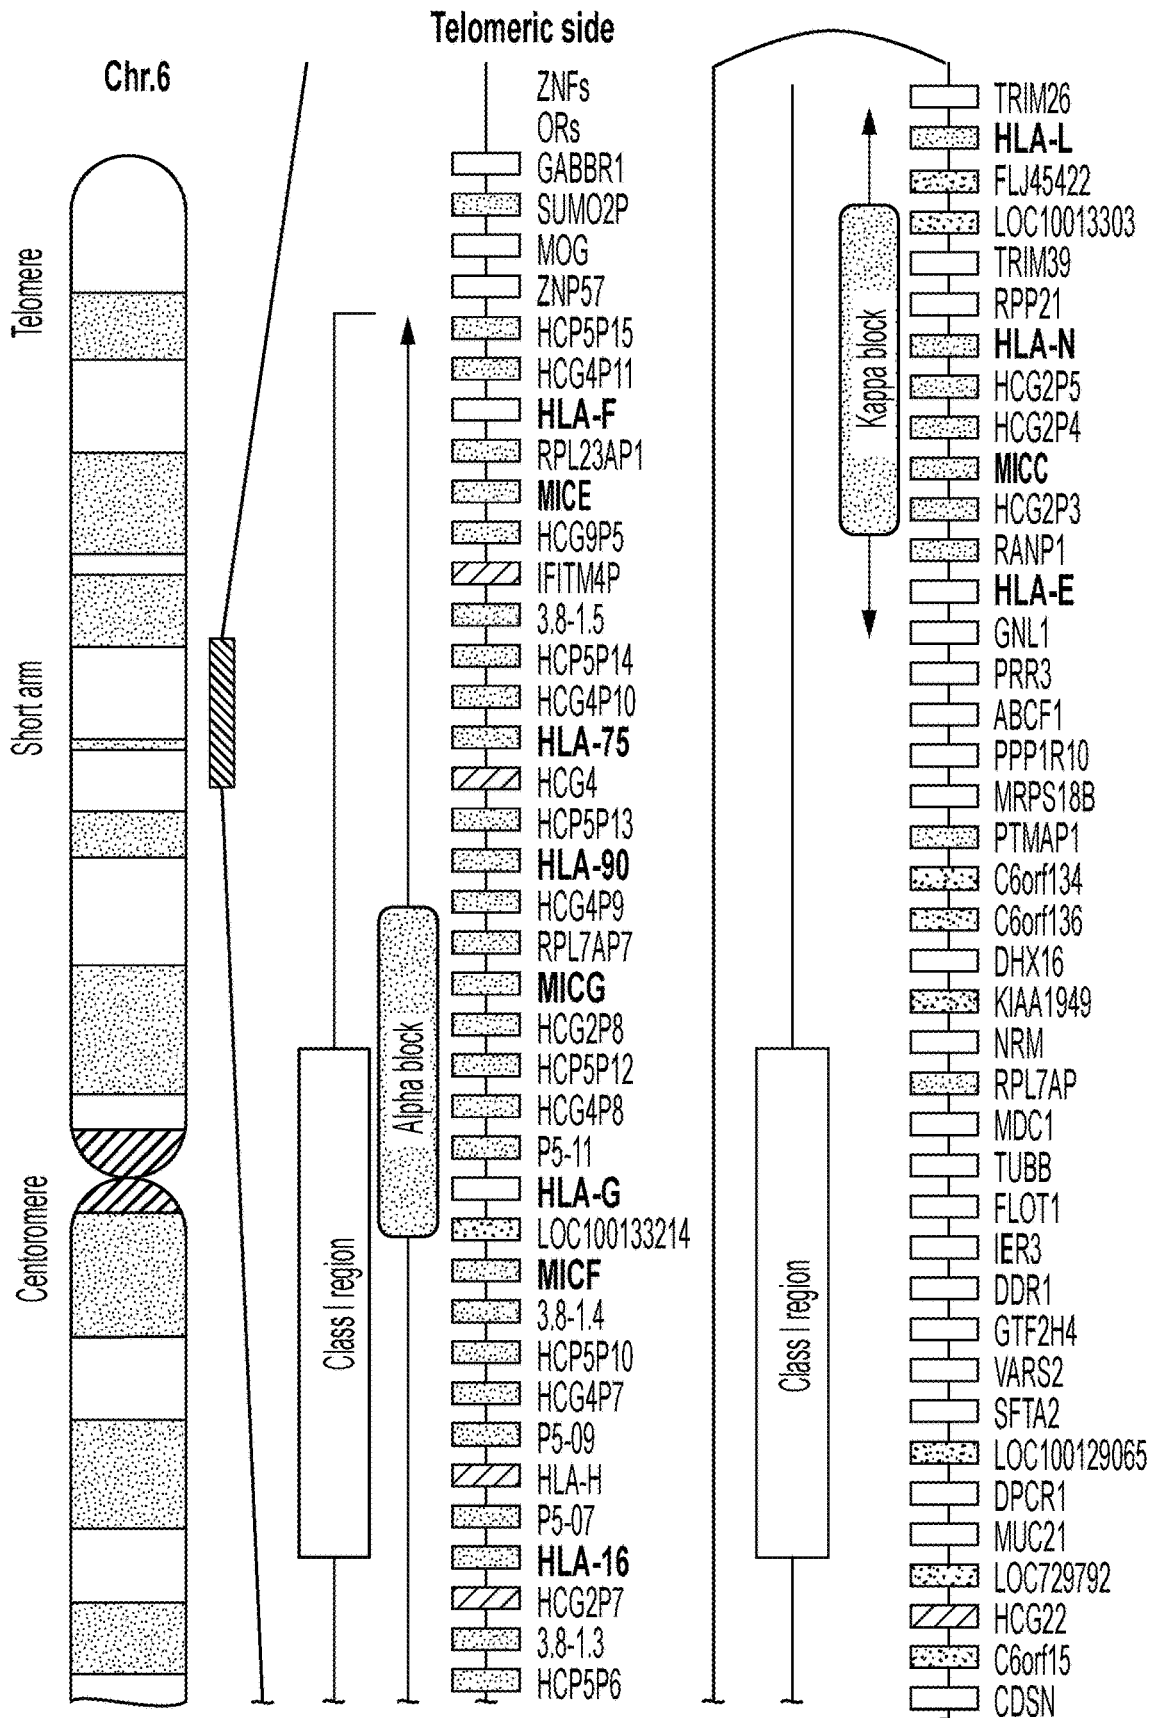 Telomeric side
Chr.6
Telomere
Short arm
Centoromere
Class I region
Alpha block
ZNFs
ORs
GABBR1
SUMO2P
MOG
ZNP57
HCP5P15
HCG4P11
HLA-F
RPL23AP1
MICE
HCG9P5
IFITM4P
3.8-1.5
HCP5P14
HCG4P10
HLA-75
HCG4
HCP5P13
HLA-90
HCG4P9
RPL7AP7
MICG
HCG2P8
HCP5P12
HCG4P8
P5-11
HLA-G
LOC100133214
MICF
3.8-1.4
HCP5P10
HCG4P7
P5-09
HLA-H
P5-07
HLA-16
HCG2P7
3.8-1.3
HCP5P6
Class I region
Kappa block
TRIM26
HLA-L
FLJ45422
LOC10013303
TRIM39
RPP21
HLA-N
HCG2P5
HCG2P4
MICC
HCG2P3
RANP1
HLA-E
GNL1
PRR3
ABCF1
PPP1R10
MRPS18B
PTMAP1
C6orf134
C6orf136
DHX16
KIAA1949
NRM
RPL7AP
MDC1
TUBB
FLOT1
IER3
DDR1
GTF2H4
VARS2
SFTA2
LOC100129065
DPCR1
MUC21
LOC729792
HCG22
C6orf15
CDSN